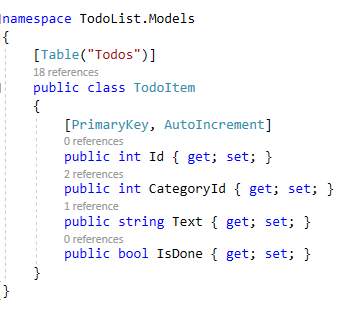 namespace TodoList.Models
{
[Table("Todos")]
18 references
public class TodoItem
{
[PrimaryKey, AutoIncrement]
0 references
public int Id { get; set; }
2 references
public int CategoryId { get; set; }
1 reference
public string Text { get; set; }
0 references
public bool IsDone { get; set; }
}
}